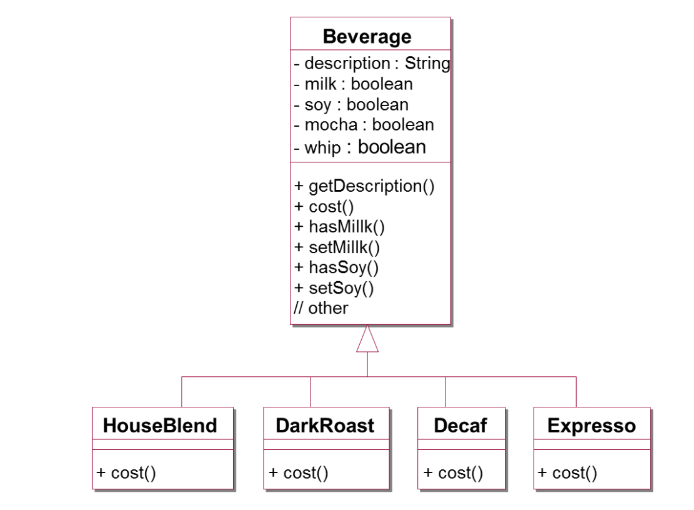 Beverage
- description : String
- milk : boolean
- soy : boolean
- mocha : boolean
- whip : boolean
+ getDescription()
+ cost()
+ hasMillk()
+ setMillk()
+ hasSoy()
+ setSoy()
// other
HouseBlend
+ cost()
DarkRoast
+ cost()
Decaf
+ cost()
Expresso
+ cost()